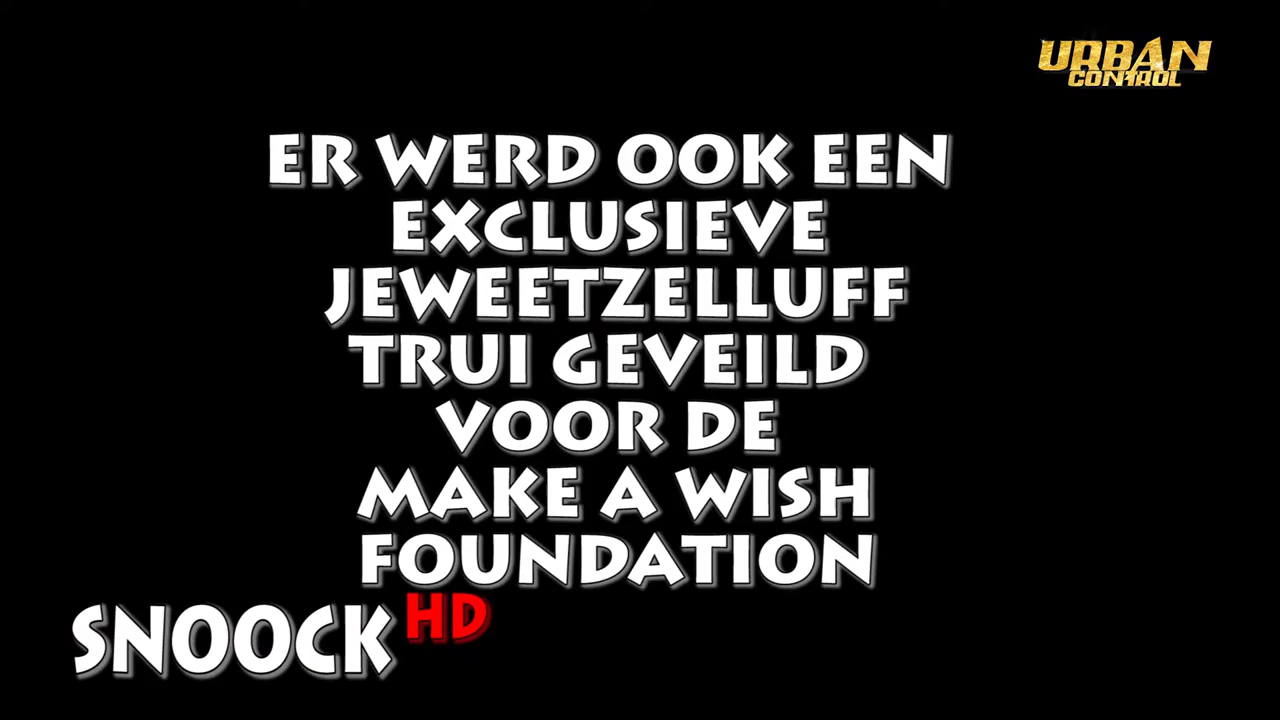 URBAN
CONTROL
ER WERD OOK EEN
EXCLUSIEVE
JEWEETZELLUFF
TRUI GEVEILD
VOOR DE
MAKE A WISH
FOUNDATION
SNOOCK HD